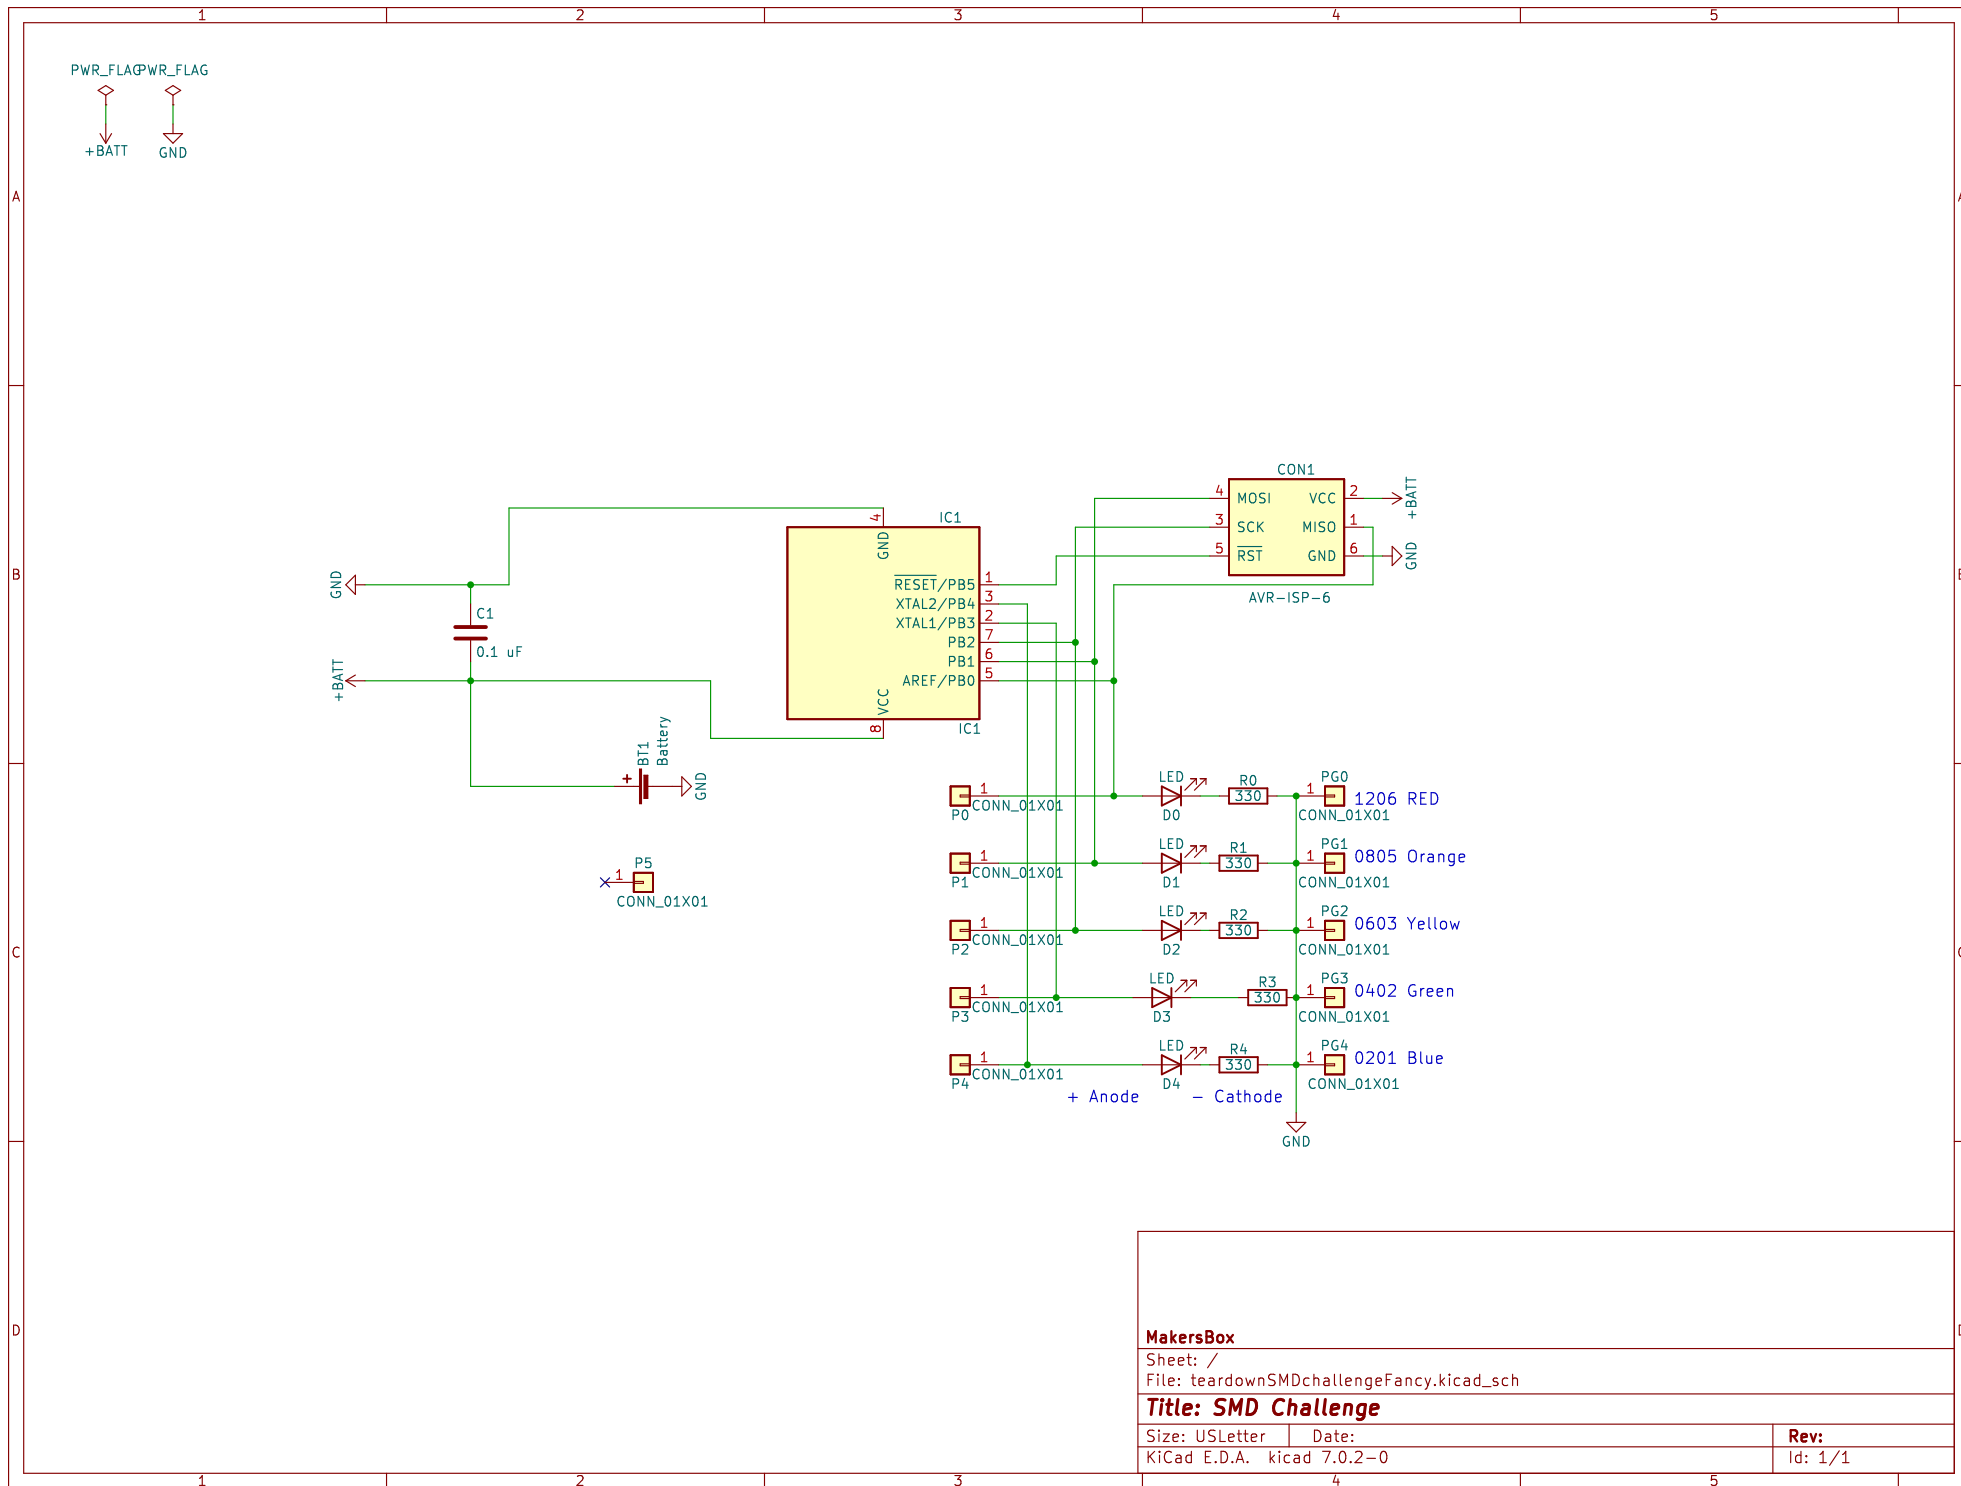 1 2 3 4 5
PWR_FLAG PWR_FLAG
+BATT GND
A A
CON1
4 MOSI VCC 2 +BATT
3 SCK MISO 1
5 RST GND 6 GND
AVR-ISP-6
IC1
4
GND
B
GND
RESET/PB5 1
XTAL2/PB4 3
XTAL1/PB3 2
PB2 7
PB1 6
AREF/PB0 5
VCC
8
IC1
C1
0.1 uF
+BATT
BT1
Battery
+
GND
P5
1
CONN_01X01
LED R0 PG0
1 330 1 1206 RED
CONN_01X01 CONN_01X01
P0 D0
LED R1 PG1
1 330 1 0805 Orange
CONN_01X01 CONN_01X01
P1 D1
LED R2 PG2
1 330 1 0603 Yellow
CONN_01X01 CONN_01X01
P2 D2
C
LED R3 PG3
1 330 1 0402 Green
CONN_01X01 CONN_01X01
P3 D3
LED R4 PG4
1 330 1 0201 Blue
CONN_01X01 CONN_01X01
P4 D4
+ Anode - Cathode
GND
D
MakersBox
Sheet: /
File: teardownSMDchallengeFancy.kicad_sch
Title: SMD Challenge
Size: USLetter Date: Rev:
KiCad E.D.A. kicad 7.0.2-0 Id: 1/1
1 2 3 4 5